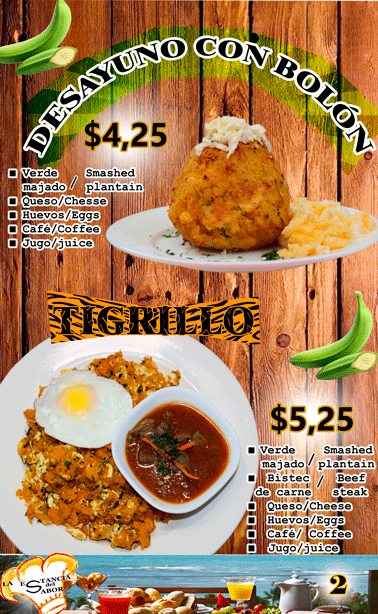 DESAYUNO CON BOLÓN
$4,25
Verde / Smashed
majado plantain
Queso/Chesse
Huevos/Eggs
Café/Coffee
Jugo/juice
TIGRILLO
$5,25
Verde / Smashed
majado plantain
Bistec / Beef
de carne steak
Queso/Cheese
Huevos/Eggs
Café/ Coffee
Jugo/juice
LA ESTANCIA
del
SABOR
2